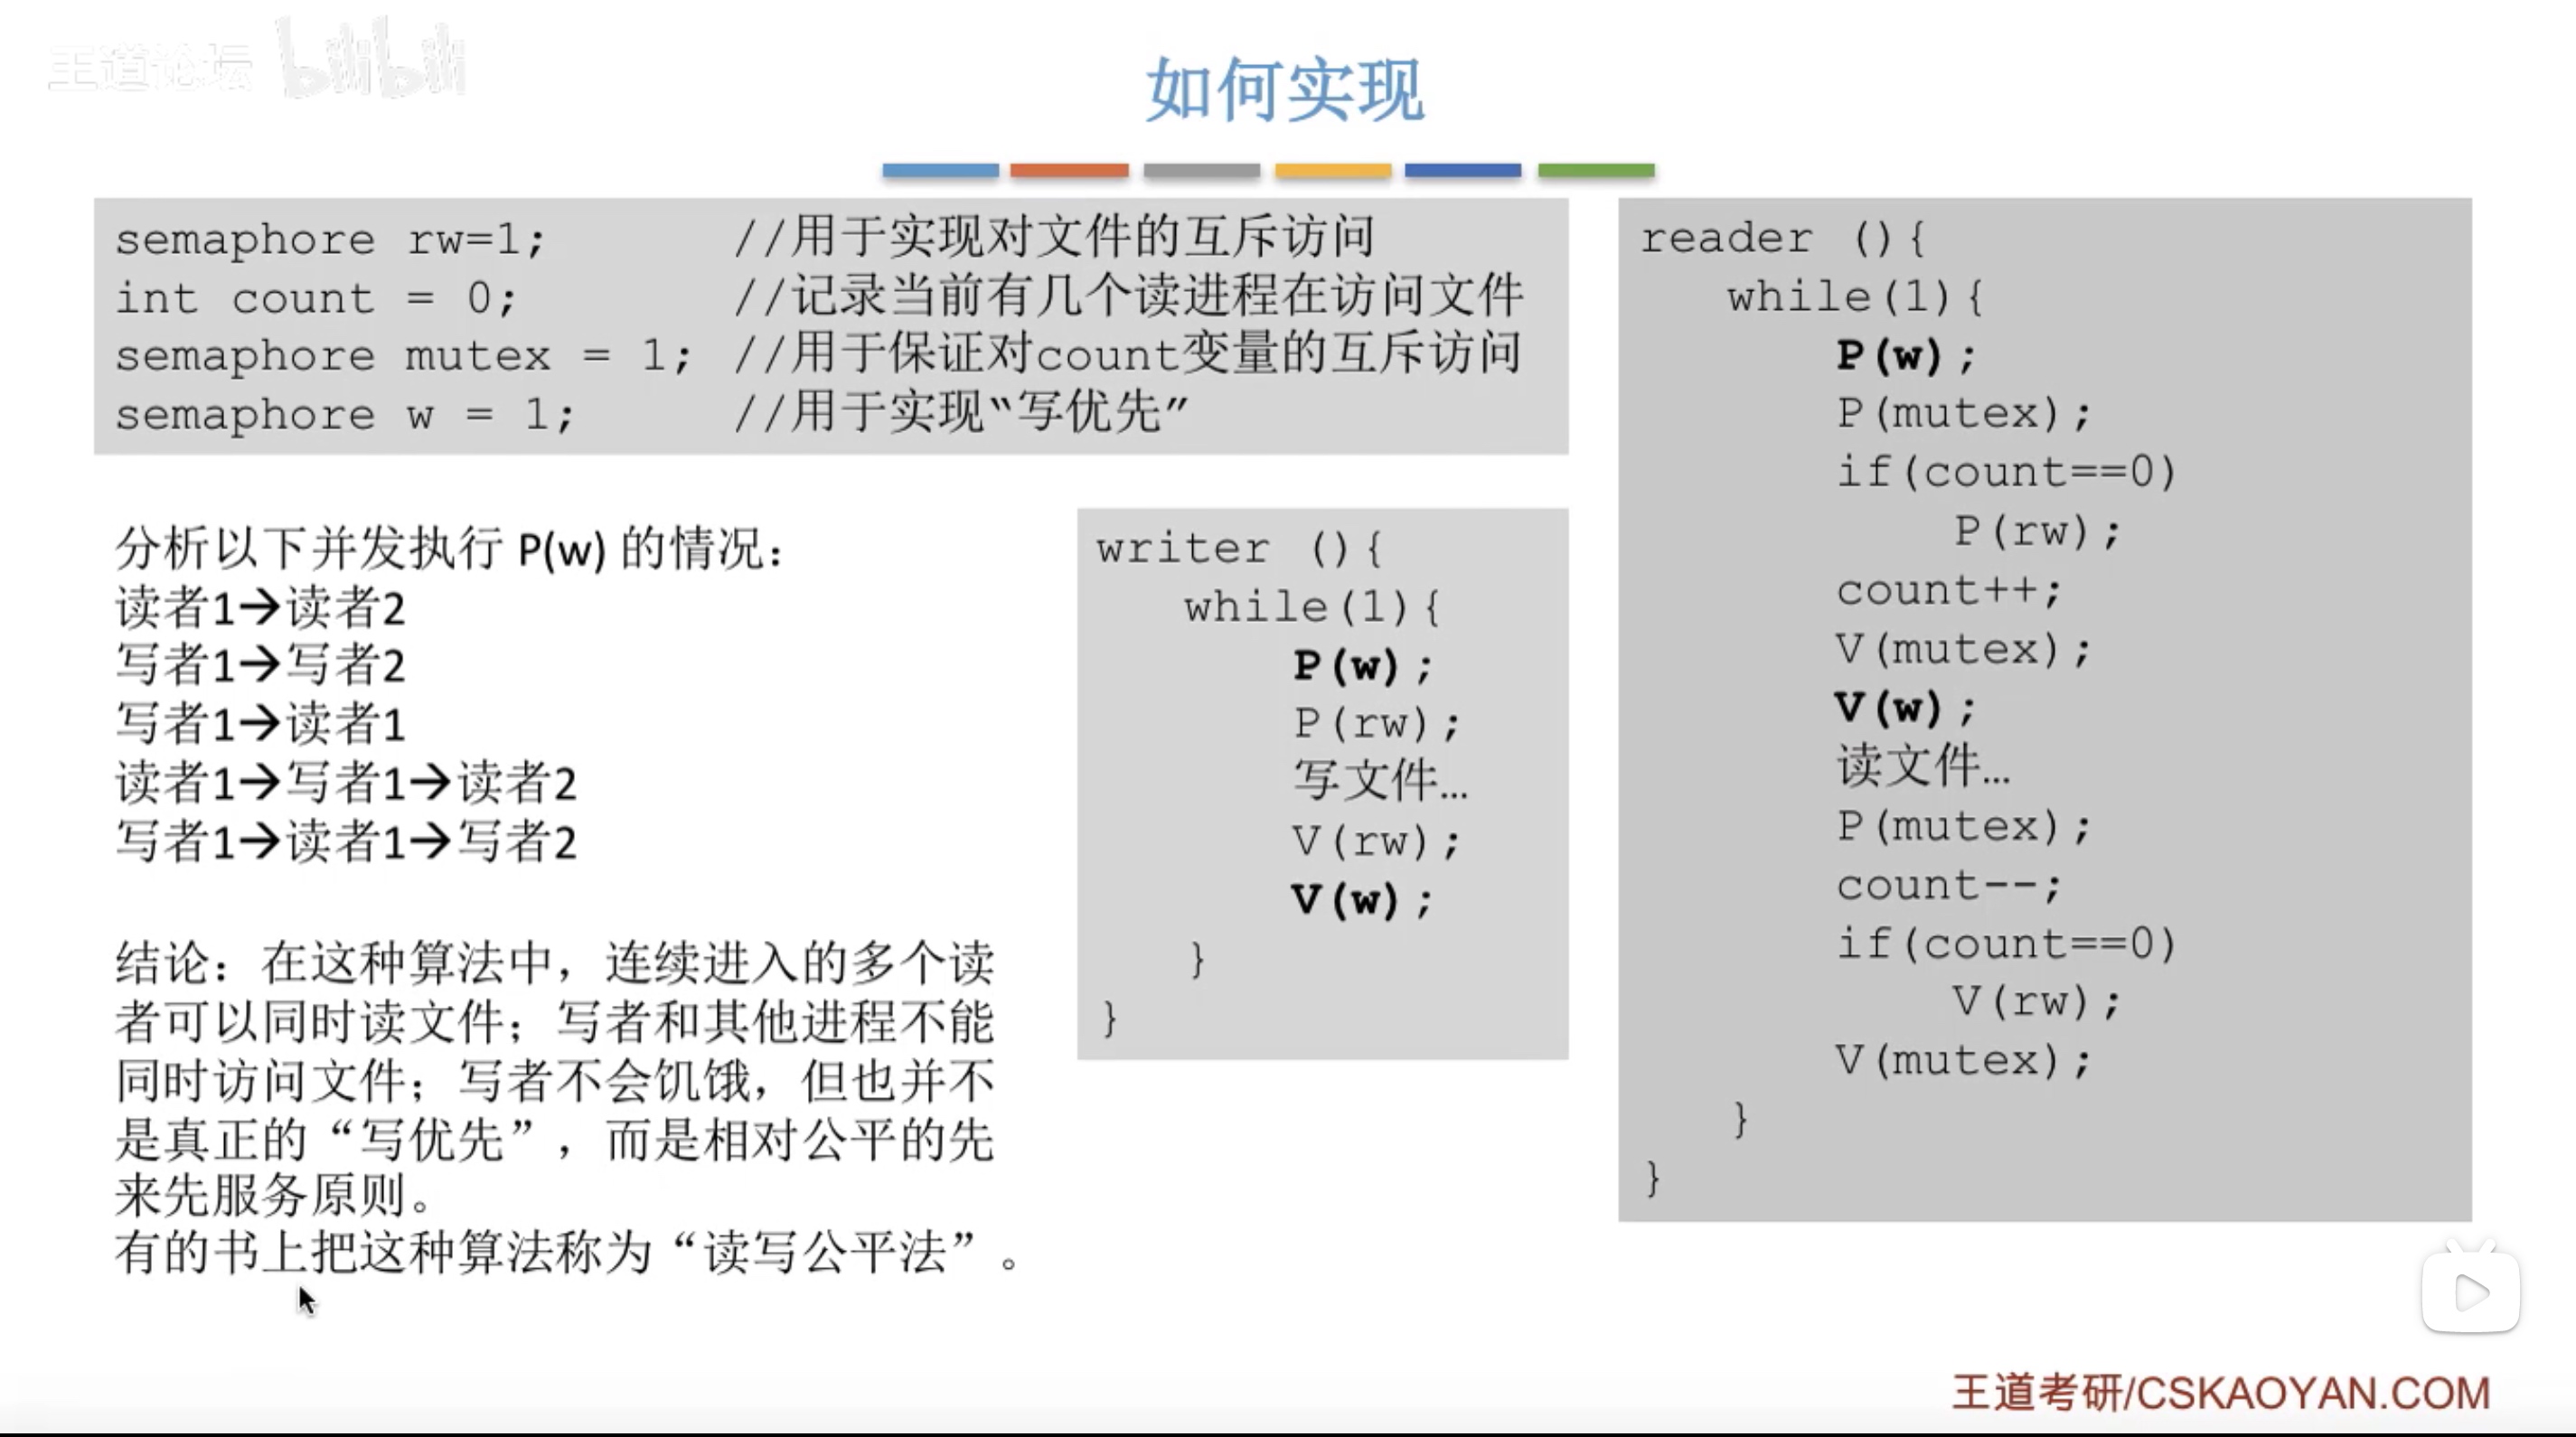 王道论坛 bilibili
如何实现
semaphore rw=1; //用于实现对文件的互斥访问
int count = 0; //记录当前有几个读进程在访问文件
semaphore mutex = 1; //用于保证对count变量的互斥访问
semaphore w = 1; //用于实现“写优先”
分析以下并发执行 P(w) 的情况：
读者1→读者2
写者1→写者2
写者1→读者1
读者1→写者1→读者2
写者1→读者1→写者2
结论：在这种算法中，连续进入的多个读
者可以同时读文件；写者和其他进程不能
同时访问文件；写者不会饥饿，但也并不
是真正的“写优先”，而是相对公平的先
来先服务原则。
有的书上把这种算法称为“读写公平法”。
writer (){
while(1){
P(w);
P(rw);
写文件…
V(rw);
V(w);
}
}
reader (){
while(1){
P(w);
P(mutex);
if(count==0)
P(rw);
count++;
V(mutex);
V(w);
读文件…
P(mutex);
count--;
if(count==0)
V(rw);
V(mutex);
}
}
王道考研/CSKAOYAN.COM